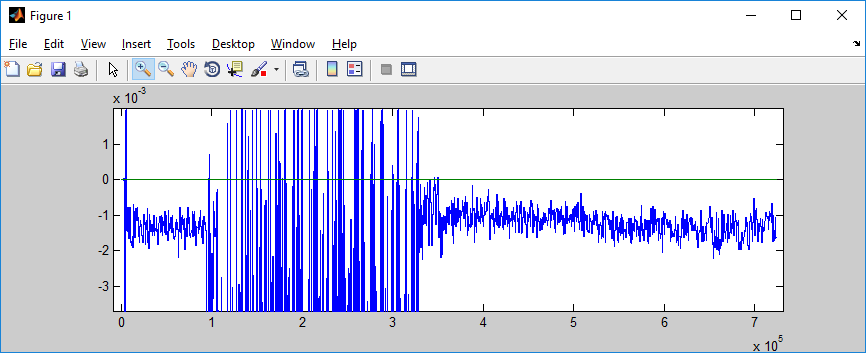 Figure 1
File Edit View Insert Tools Desktop Window Help
x 10-3
1
0
-1
-2
-3
0 1 2 3 4 5 6 7
x 105